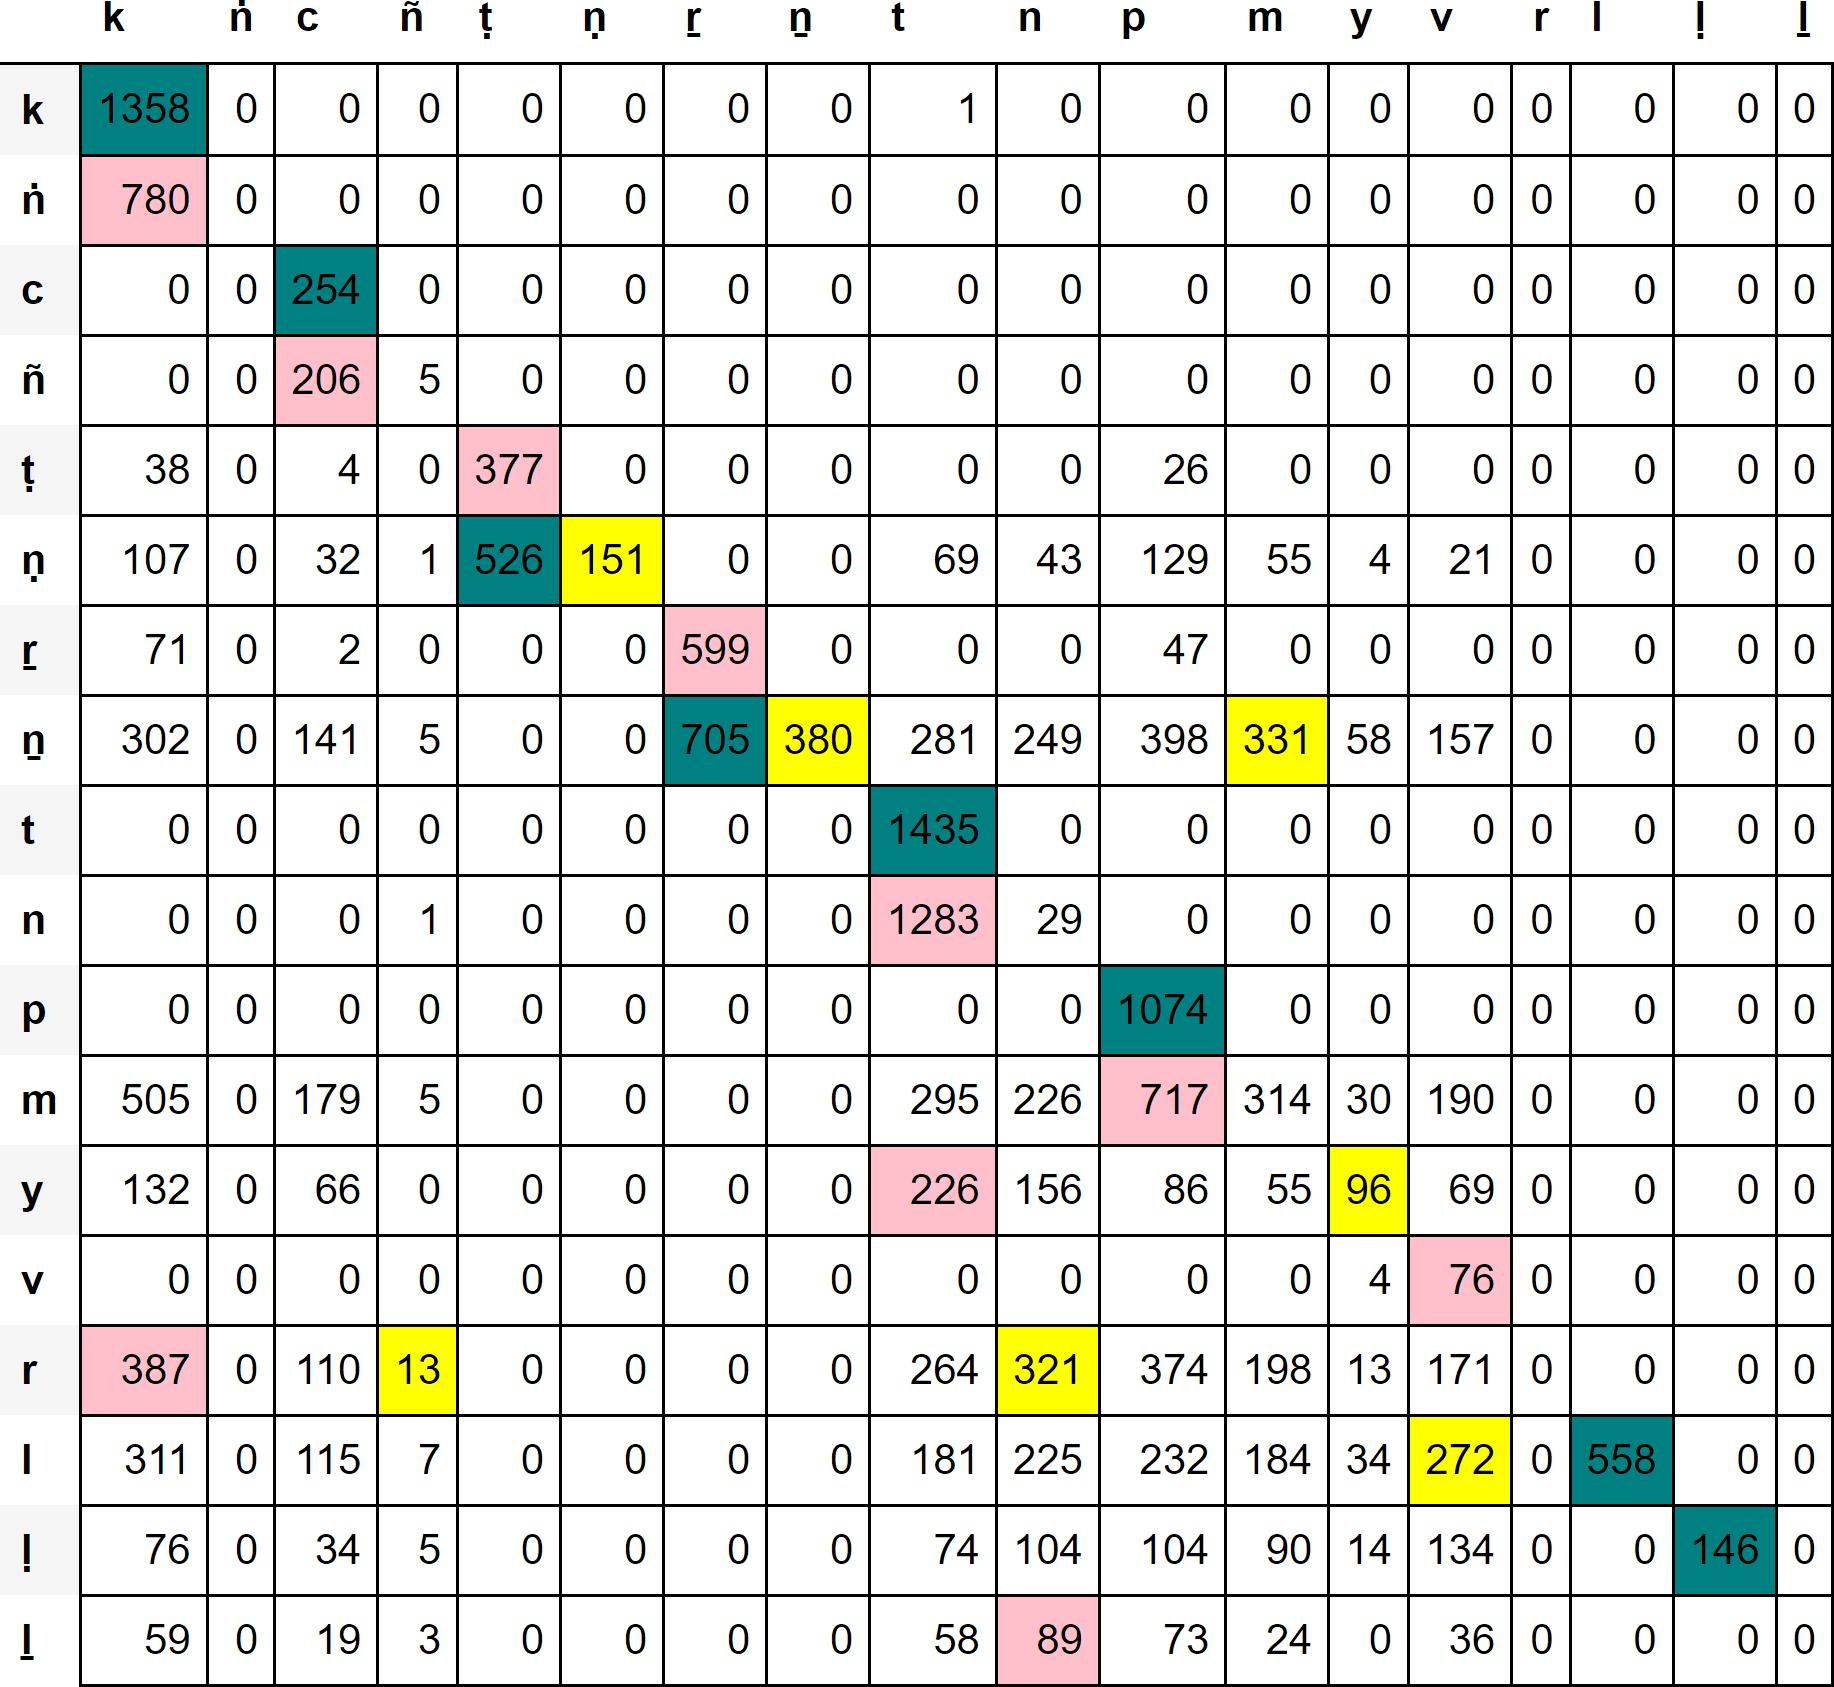 k ṅ c ñ ṭ ṇ ṟ ṉ t n p m y v r l ḷ ḻ
k 1358 0 0 0 0 0 0 0 1 0 0 0 0 0 0 0 0 0
ṅ 780 0 0 0 0 0 0 0 0 0 0 0 0 0 0 0 0 0
c 0 0 254 0 0 0 0 0 0 0 0 0 0 0 0 0 0 0
ñ 0 0 206 5 0 0 0 0 0 0 0 0 0 0 0 0 0 0
ṭ 38 0 4 0 377 0 0 0 0 0 26 0 0 0 0 0 0 0
ṇ 107 0 32 1 526 151 0 0 69 43 129 55 4 21 0 0 0 0
ṟ 71 0 2 0 0 0 599 0 0 0 47 0 0 0 0 0 0 0
ṉ 302 0 141 5 0 0 705 380 281 249 398 331 58 157 0 0 0 0
t 0 0 0 0 0 0 0 0 1435 0 0 0 0 0 0 0 0 0
n 0 0 0 1 0 0 0 0 1283 29 0 0 0 0 0 0 0 0
p 0 0 0 0 0 0 0 0 0 0 1074 0 0 0 0 0 0 0
m 505 0 179 5 0 0 0 0 295 226 717 314 30 190 0 0 0 0
y 132 0 66 0 0 0 0 0 226 156 86 55 96 69 0 0 0 0
v 0 0 0 0 0 0 0 0 0 0 0 0 4 76 0 0 0 0
r 387 0 110 13 0 0 0 0 264 321 374 198 13 171 0 0 0 0
l 311 0 115 7 0 0 0 0 181 225 232 184 34 272 0 558 0 0
ḷ 76 0 34 5 0 0 0 0 74 104 104 90 14 134 0 0 146 0
ḻ 59 0 19 3 0 0 0 0 58 89 73 24 0 36 0 0 0 0